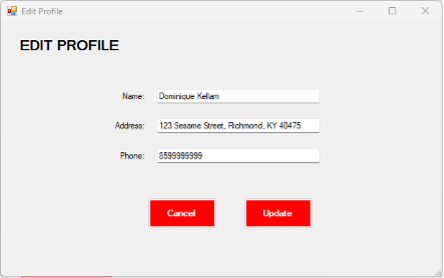 Edit Profile
EDIT PROFILE
Name: Dominique Kellam
Address: 123 Sesame Street, Richmond, KY 40475
Phone: 8599999999
Cancel Update